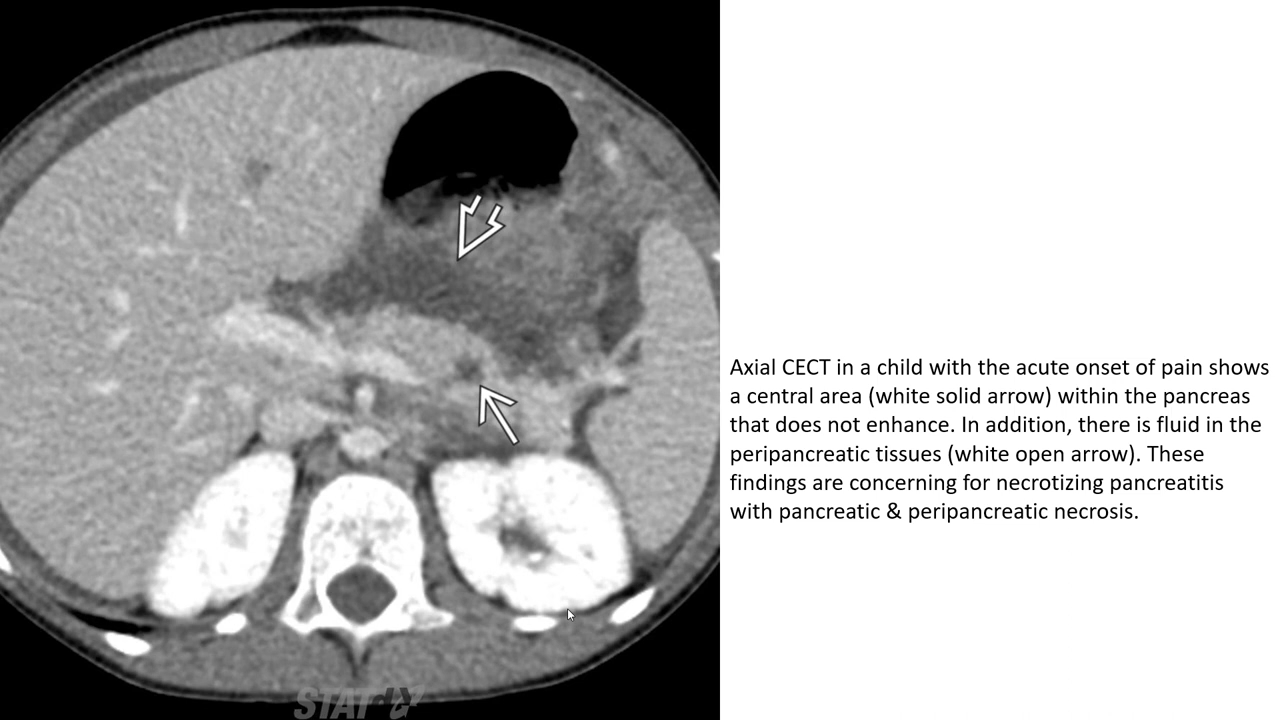 Axial CECT in a child with the acute onset of pain shows
a central area (white solid arrow) within the pancreas
that does not enhance. In addition, there is fluid in the
peripancreatic tissues (white open arrow). These
findings are concerning for necrotizing pancreatitis
with pancreatic & peripancreatic necrosis.
STATdx